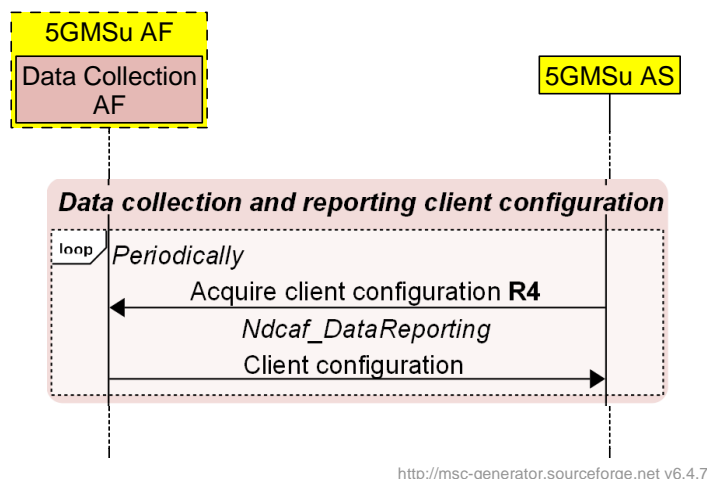 5GMSu AF
Data Collection
AF
5GMSu AS
Data collection and reporting client configuration
loop
Periodically
Acquire client configuration R4
Ndcaf_DataReporting
Client configuration
http://msc-generator.sourceforge.net v6.4.7